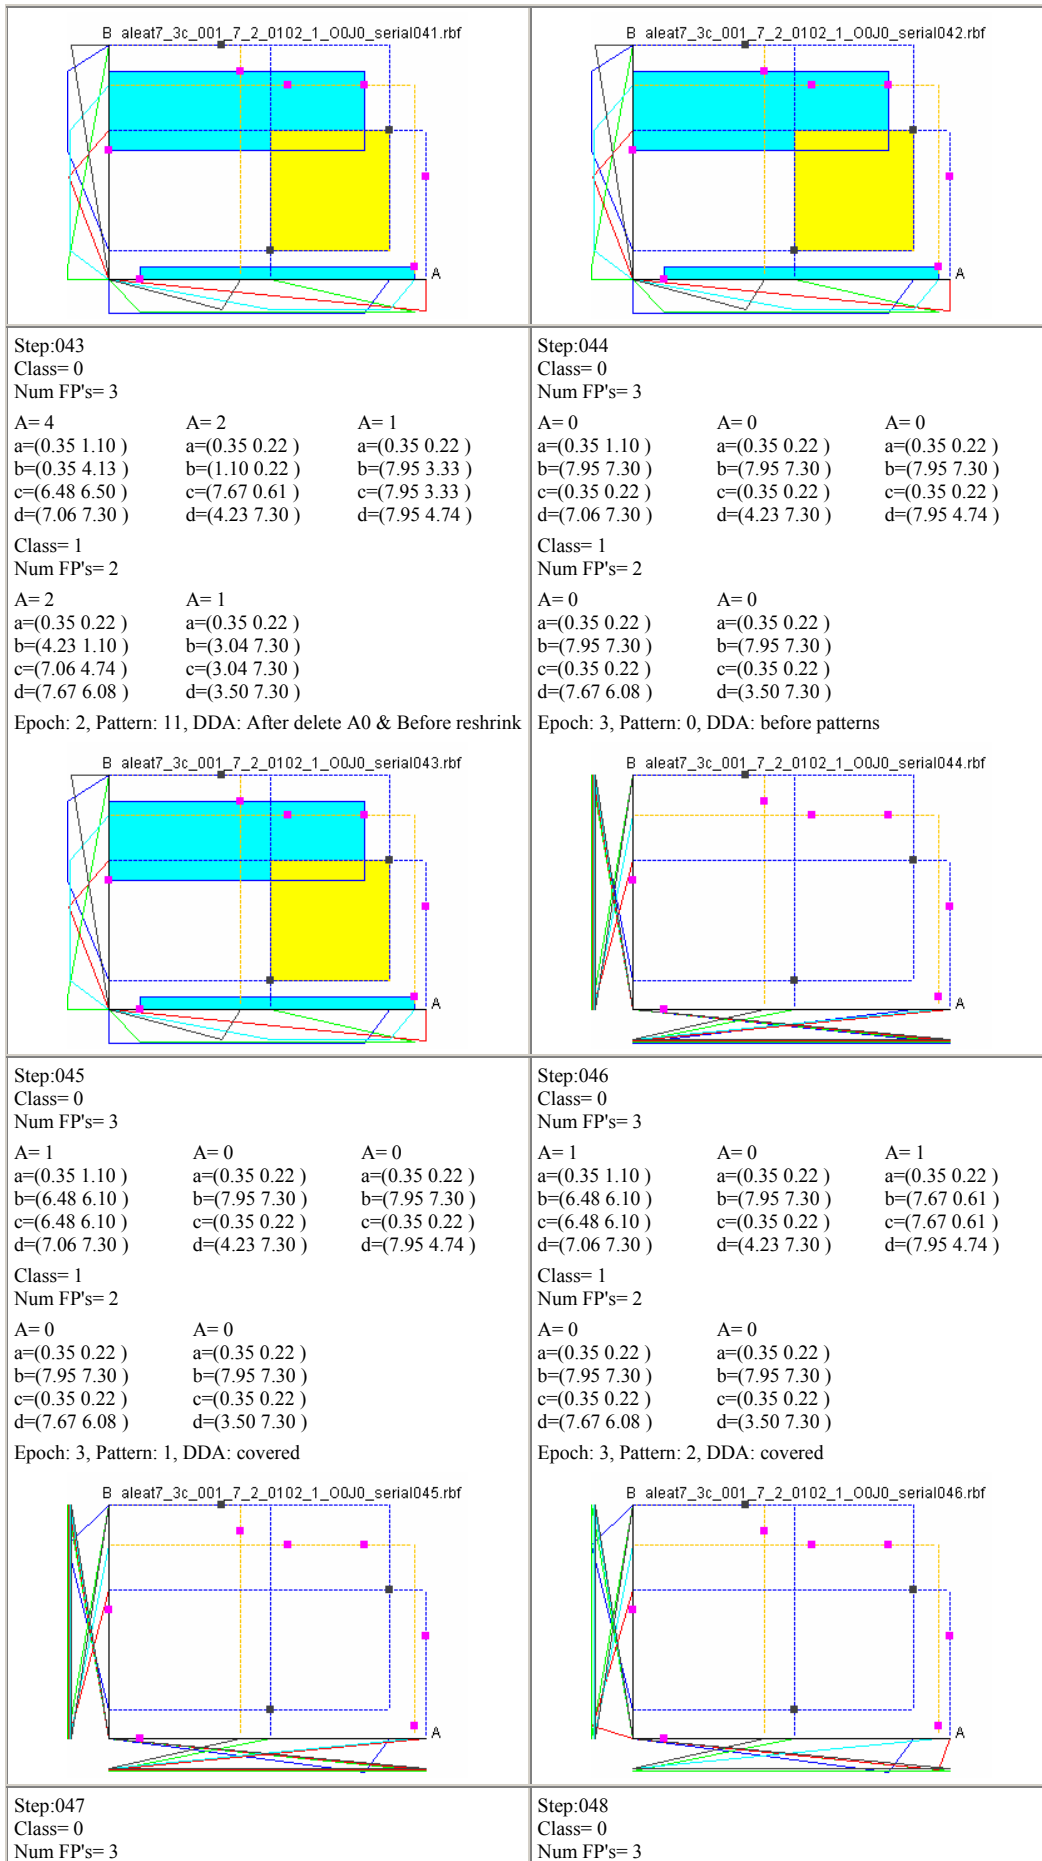 B aleat7_3c_001_7_2_0102_1_O0J0_serial041.rbf
A
B aleat7_3c_001_7_2_0102_1_O0J0_serial042.rbf
A
Step:043
Class= 0
Num FP's= 3
A= 4 A= 2 A= 1
a=(0.35 1.10 ) a=(0.35 0.22 ) a=(0.35 0.22 )
b=(0.35 4.13 ) b=(1.10 0.22 ) b=(7.95 3.33 )
c=(6.48 6.50 ) c=(7.67 0.61 ) c=(7.95 3.33 )
d=(7.06 7.30 ) d=(4.23 7.30 ) d=(7.95 4.74 )
Class= 1
Num FP's= 2
A= 2 A= 1
a=(0.35 0.22 ) a=(0.35 0.22 )
b=(4.23 1.10 ) b=(3.04 7.30 )
c=(7.06 4.74 ) c=(3.04 7.30 )
d=(7.67 6.08 ) d=(3.50 7.30 )
Epoch: 2, Pattern: 11, DDA: After delete A0 & Before reshrink
B aleat7_3c_001_7_2_0102_1_O0J0_serial043.rbf
A
Step:044
Class= 0
Num FP's= 3
A= 0 A= 0 A= 0
a=(0.35 1.10 ) a=(0.35 0.22 ) a=(0.35 0.22 )
b=(7.95 7.30 ) b=(7.95 7.30 ) b=(7.95 7.30 )
c=(0.35 0.22 ) c=(0.35 0.22 ) c=(0.35 0.22 )
d=(7.06 7.30 ) d=(4.23 7.30 ) d=(7.95 4.74 )
Class= 1
Num FP's= 2
A= 0 A= 0
a=(0.35 0.22 ) a=(0.35 0.22 )
b=(7.95 7.30 ) b=(7.95 7.30 )
c=(0.35 0.22 ) c=(0.35 0.22 )
d=(7.67 6.08 ) d=(3.50 7.30 )
Epoch: 3, Pattern: 0, DDA: before patterns
B aleat7_3c_001_7_2_0102_1_O0J0_serial044.rbf
A
Step:045
Class= 0
Num FP's= 3
A= 1 A= 0 A= 0
a=(0.35 1.10 ) a=(0.35 0.22 ) a=(0.35 0.22 )
b=(6.48 6.10 ) b=(7.95 7.30 ) b=(7.95 7.30 )
c=(6.48 6.10 ) c=(0.35 0.22 ) c=(0.35 0.22 )
d=(7.06 7.30 ) d=(4.23 7.30 ) d=(7.95 4.74 )
Class= 1
Num FP's= 2
A= 0 A= 0
a=(0.35 0.22 ) a=(0.35 0.22 )
b=(7.95 7.30 ) b=(7.95 7.30 )
c=(0.35 0.22 ) c=(0.35 0.22 )
d=(7.67 6.08 ) d=(3.50 7.30 )
Epoch: 3, Pattern: 1, DDA: covered
B aleat7_3c_001_7_2_0102_1_O0J0_serial045.rbf
A
Step:046
Class= 0
Num FP's= 3
A= 1 A= 0 A= 1
a=(0.35 1.10 ) a=(0.35 0.22 ) a=(0.35 0.22 )
b=(6.48 6.10 ) b=(7.95 7.30 ) b=(7.67 0.61 )
c=(6.48 6.10 ) c=(0.35 0.22 ) c=(7.67 0.61 )
d=(7.06 7.30 ) d=(4.23 7.30 ) d=(7.95 4.74 )
Class= 1
Num FP's= 2
A= 0 A= 0
a=(0.35 0.22 ) a=(0.35 0.22 )
b=(7.95 7.30 ) b=(7.95 7.30 )
c=(0.35 0.22 ) c=(0.35 0.22 )
d=(7.67 6.08 ) d=(3.50 7.30 )
Epoch: 3, Pattern: 2, DDA: covered
B aleat7_3c_001_7_2_0102_1_O0J0_serial046.rbf
A
Step:047
Class= 0
Num FP's= 3
Step:048
Class= 0
Num FP's= 3